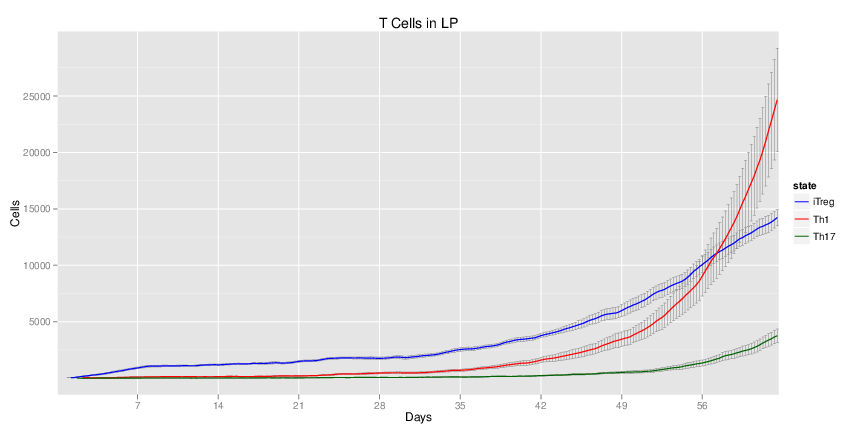 T Cells in LP
Cells
25000
20000
15000
10000
5000
7 14 21 28 35 42 49 56
Days
state
iTreg
Th1
Th17